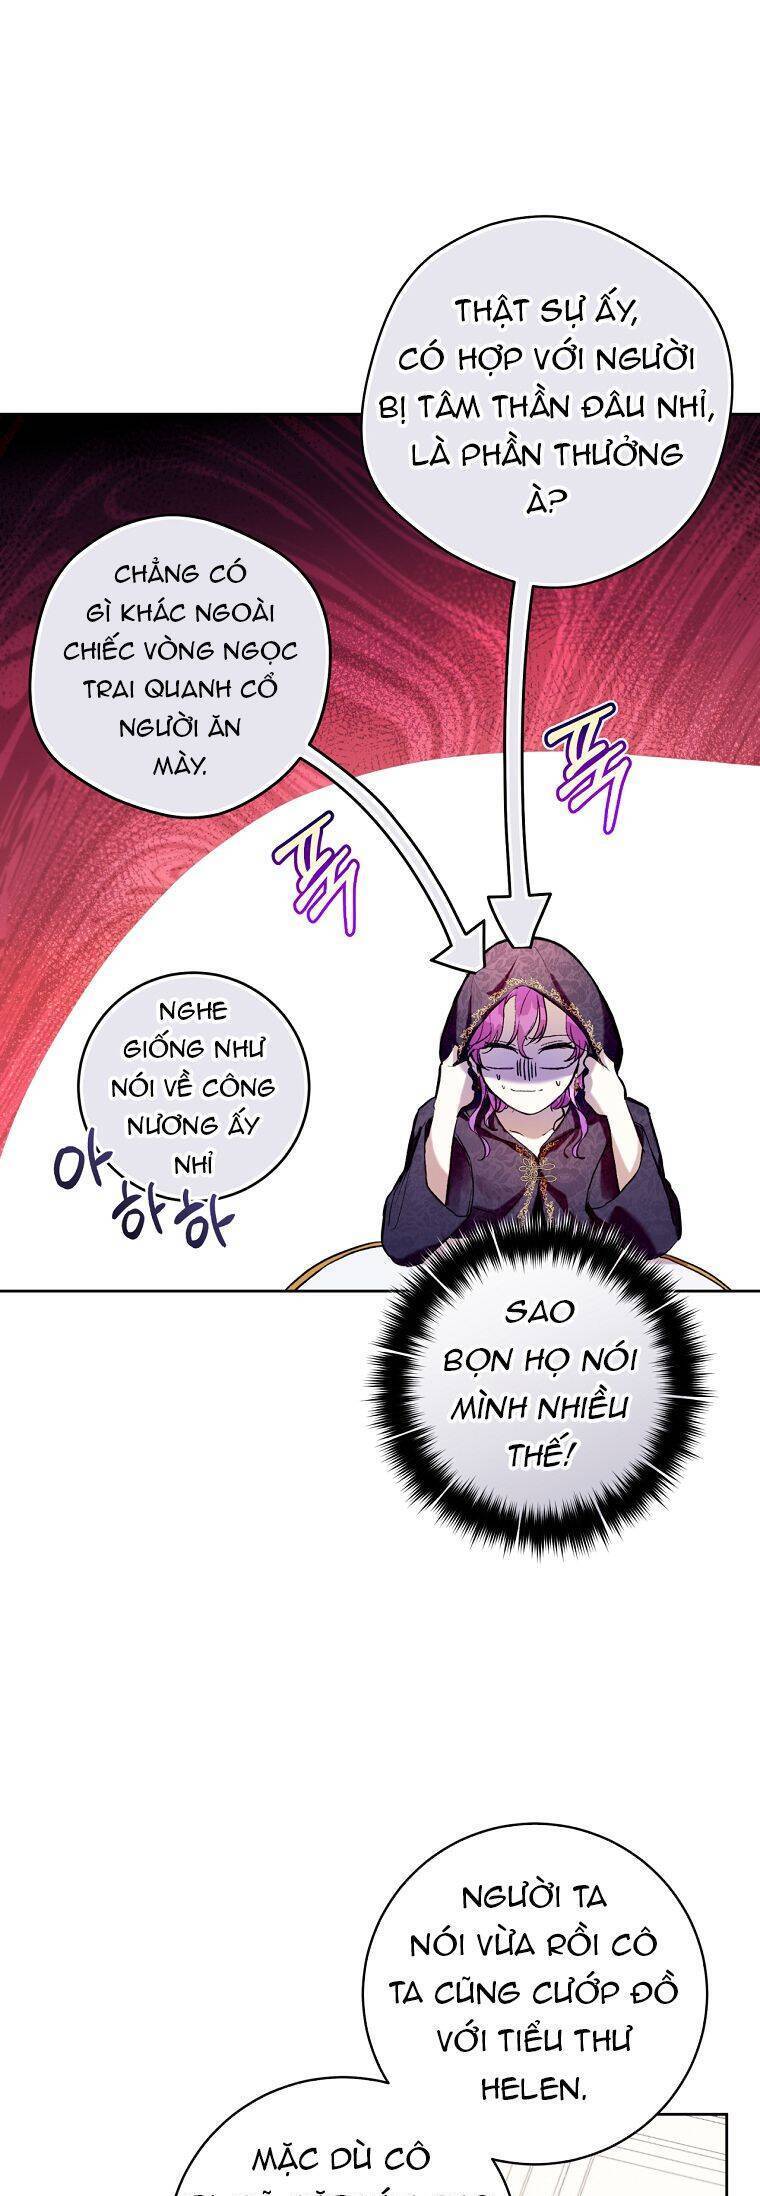 THẬT SỰ ẤY,
CÓ HỢP VỚI NGƯỜI
BỊ TÂM THẦN ĐÂU NHỈ,
LÀ PHẦN THƯỞNG
À?
CHẲNG CÓ
GÌ KHÁC NGOÀI
CHIẾC VÒNG NGỌC
TRAI QUANH CỔ
NGƯỜI ĂN
MÀY.
푹
푹
NGHE
GIỐNG NHƯ
NÓI VỀ CÔNG
NƯƠNG ẤY
NHỈ
아하하
SAO
BỌN HỌ NÓI
MÌNH NHIỀU
THẾ!
NGƯỜI TA
NÓI VỪA RỒI CÔ
TA CŨNG CƯỚP ĐỒ
VỚI TIỂU THƯ
HELEN.
MẶC DÙ CÔ